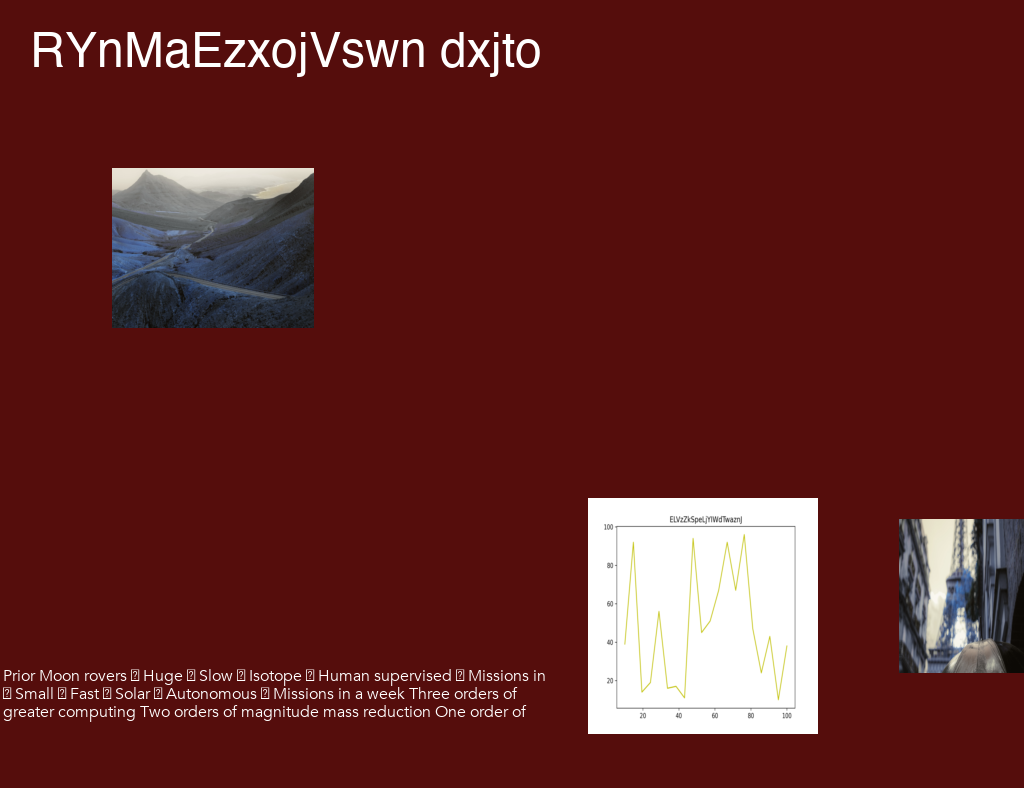 RYnMaEzxojVswn dxjto
ELVzZkSpeLjYlWdTwaznJ
100
80
60
40
20
20 40 60 80 100
Prior Moon rovers  Huge  Slow  Isotope  Human supervised  Missions in
Small  Fast  Solar  Autonomous  Missions in a week Three orders of
greater computing Two orders of magnitude mass reduction One order of